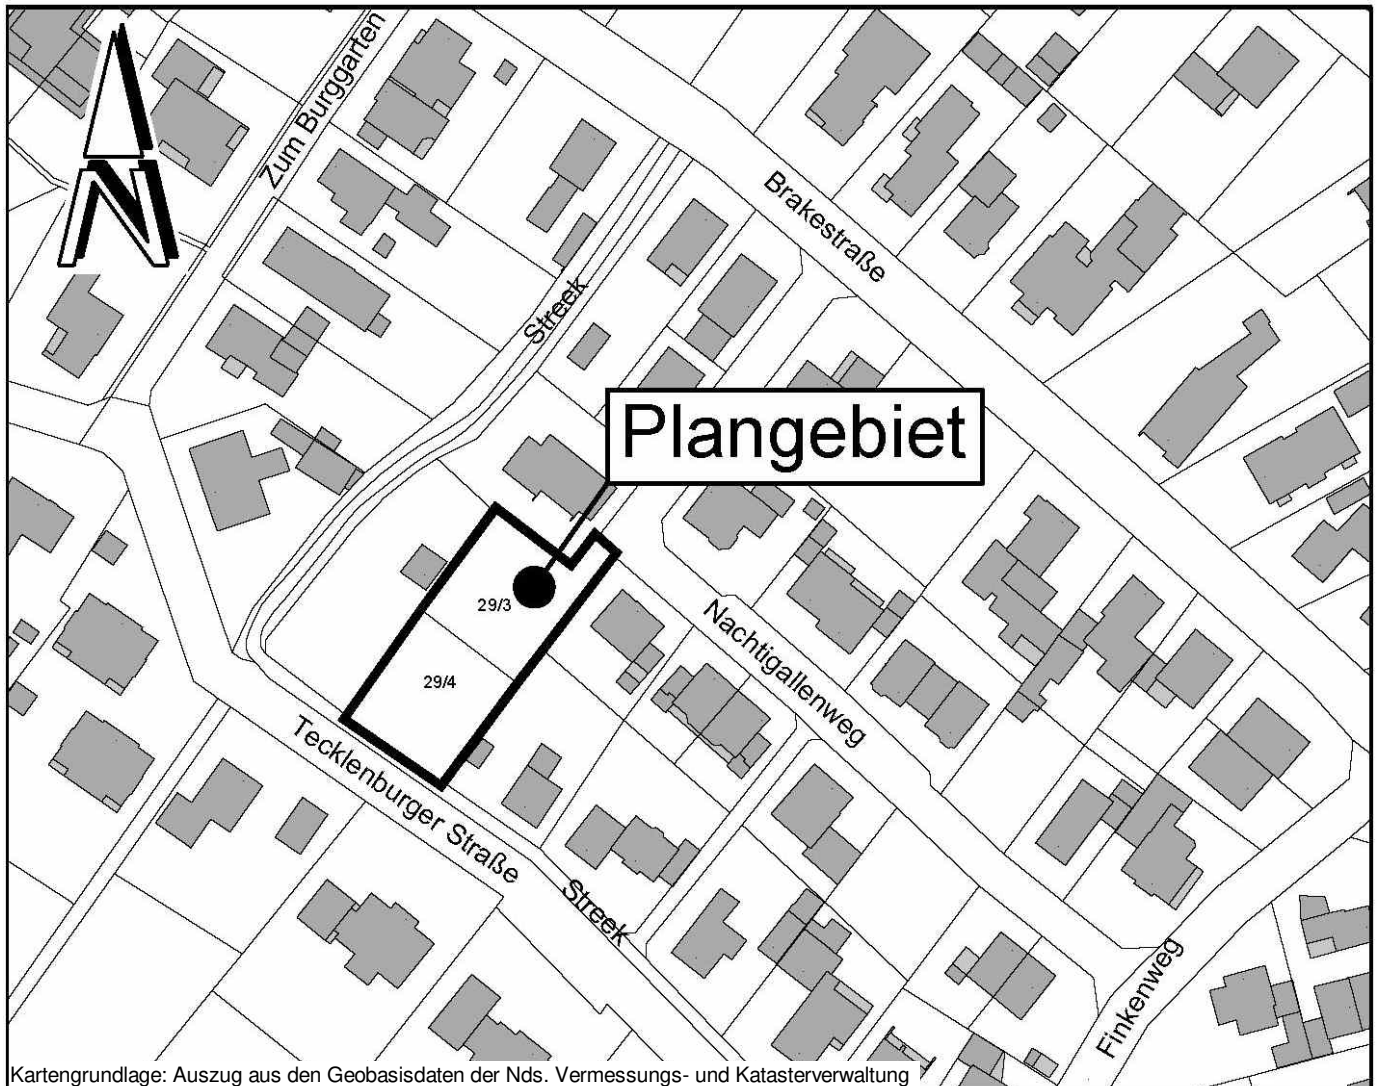 N
Zum Burggarten
Brakestraße
Streek
Plangebiet
29/3
29/4
Nachtigallenweg
Tecklenburger Straße
Streek
Finkenweg
Kartengrundlage: Auszug aus den Geobasisdaten der Nds. Vermessungs- und Katasterverwaltung